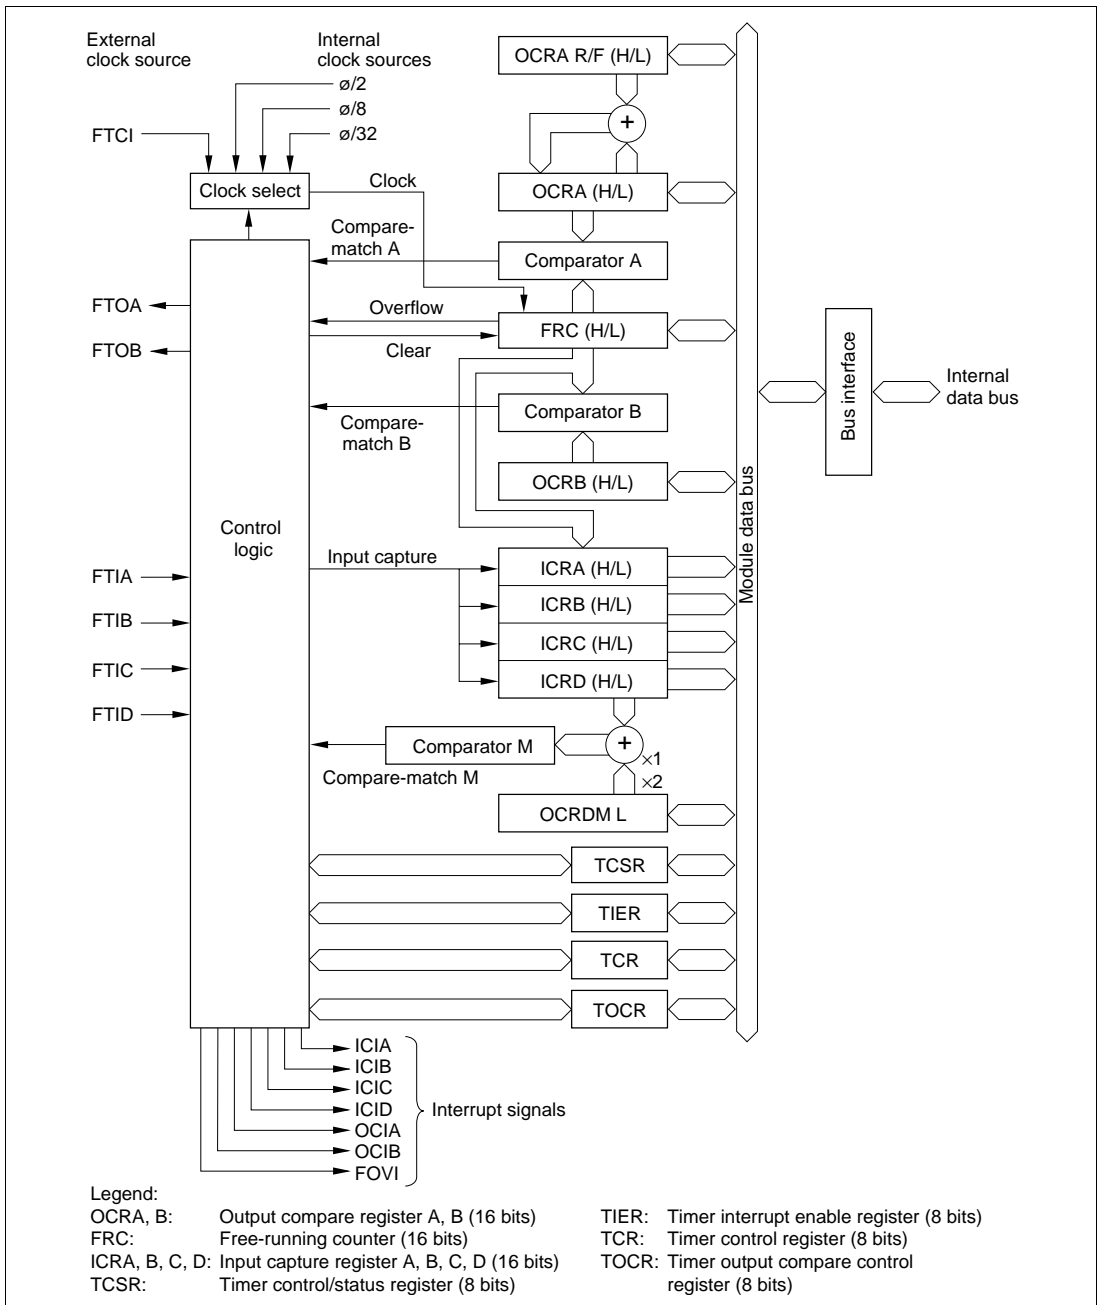 External
clock source
Internal
clock sources
ø/2
ø/8
ø/32
FTCI
Clock select
Clock
OCRA R/F (H/L)
+
OCRA (H/L)
Compare-
match A
Comparator A
FTOA
Overflow
FRC (H/L)
FTOB
Clear
Compare-
match B
Comparator B
OCRB (H/L)
Bus interface
Internal
data bus
Module data bus
Control
logic
Input capture
FTIA
FTIB
FTIC
FTID
ICRA (H/L)
ICRB (H/L)
ICRC (H/L)
ICRD (H/L)
+
×1
×2
Comparator M
Compare-match M
OCRDM L
TCSR
TIER
TCR
TOCR
ICIA
ICIB
ICIC
ICID
OCIA
OCIB
FOVI
Interrupt signals
Legend:
OCRA, B: Output compare register A, B (16 bits)
FRC: Free-running counter (16 bits)
ICRA, B, C, D: Input capture register A, B, C, D (16 bits)
TCSR: Timer control/status register (8 bits)
TIER: Timer interrupt enable register (8 bits)
TCR: Timer control register (8 bits)
TOCR: Timer output compare control
register (8 bits)